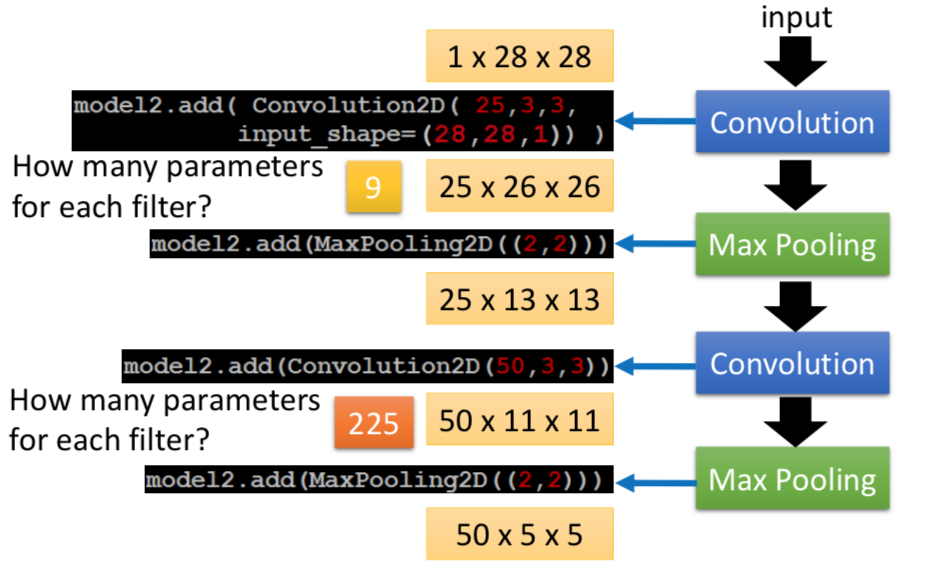 input
1 x 28 x 28
model2.add( Convolution2D( 25,3,3,
input_shape=(28,28,1)) )
Convolution
How many parameters
for each filter?
9
25 x 26 x 26
model2.add(MaxPooling2D((2,2)))
Max Pooling
25 x 13 x 13
model2.add(Convolution2D(50,3,3))
Convolution
How many parameters
for each filter?
225
50 x 11 x 11
model2.add(MaxPooling2D((2,2)))
Max Pooling
50 x 5 x 5